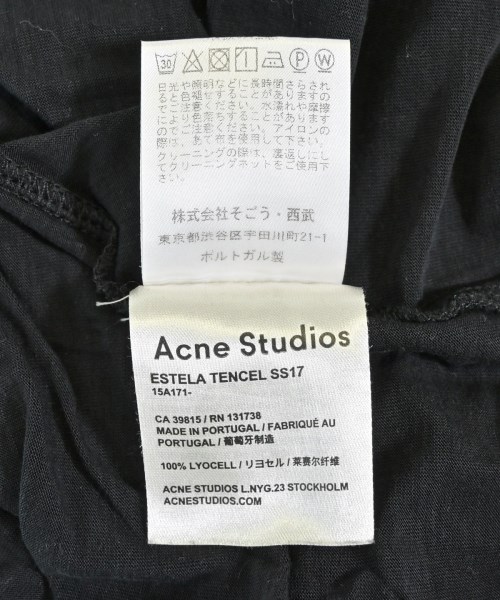 30 P W
日光や照明などに長時間さらされ
ると色褪せすることがありますの
でご注意ください。水濡れや摩擦
により色落ちすることがあります
のでご注意ください。アイロンの
際は、あて布を使用して下さい。
クリーニングの際は、裏返しにし
てクリーニングネットをご使用下
さい。
株式会社そごう・西武
東京都渋谷区宇田川町21-1
ポルトガル製
Acne Studios
ESTELA TENCEL SS17
15A171-
CA 39815 / RN 131738
MADE IN PORTUGAL / FABRIQUÉ AU
PORTUGAL / 葡萄牙制造
100% LYOCELL / リヨセル / 莱赛尔纤维
ACNE STUDIOS L.NYG.23 STOCKHOLM
ACNESTUDIOS.COM